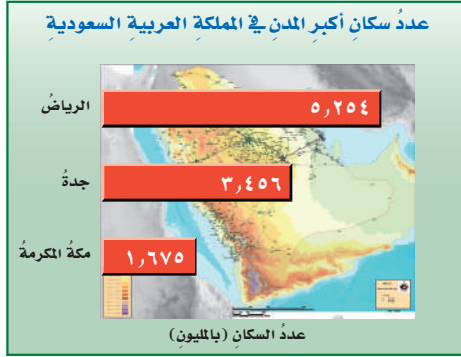 عددُ سكانِ أكبرِ المدنِ في المملكةِ العربيةِ السعوديةِ
الرياضُ
٥٫٢٥٤
جدةُ
٣٫٤٥٦
مكةُ المكرمةُ
١٫٦٧٥
عددُ السكانِ (بالمليونِ)